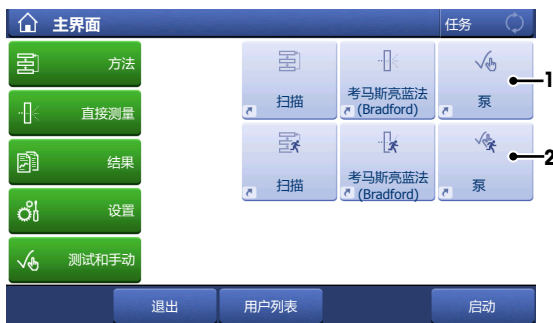 主界面
任务
方法
直接测量
结果
设置
测试和手动
扫描
考马斯亮蓝法
(Bradford)
泵
1
扫描
考马斯亮蓝法
(Bradford)
泵
2
退出
用户列表
启动